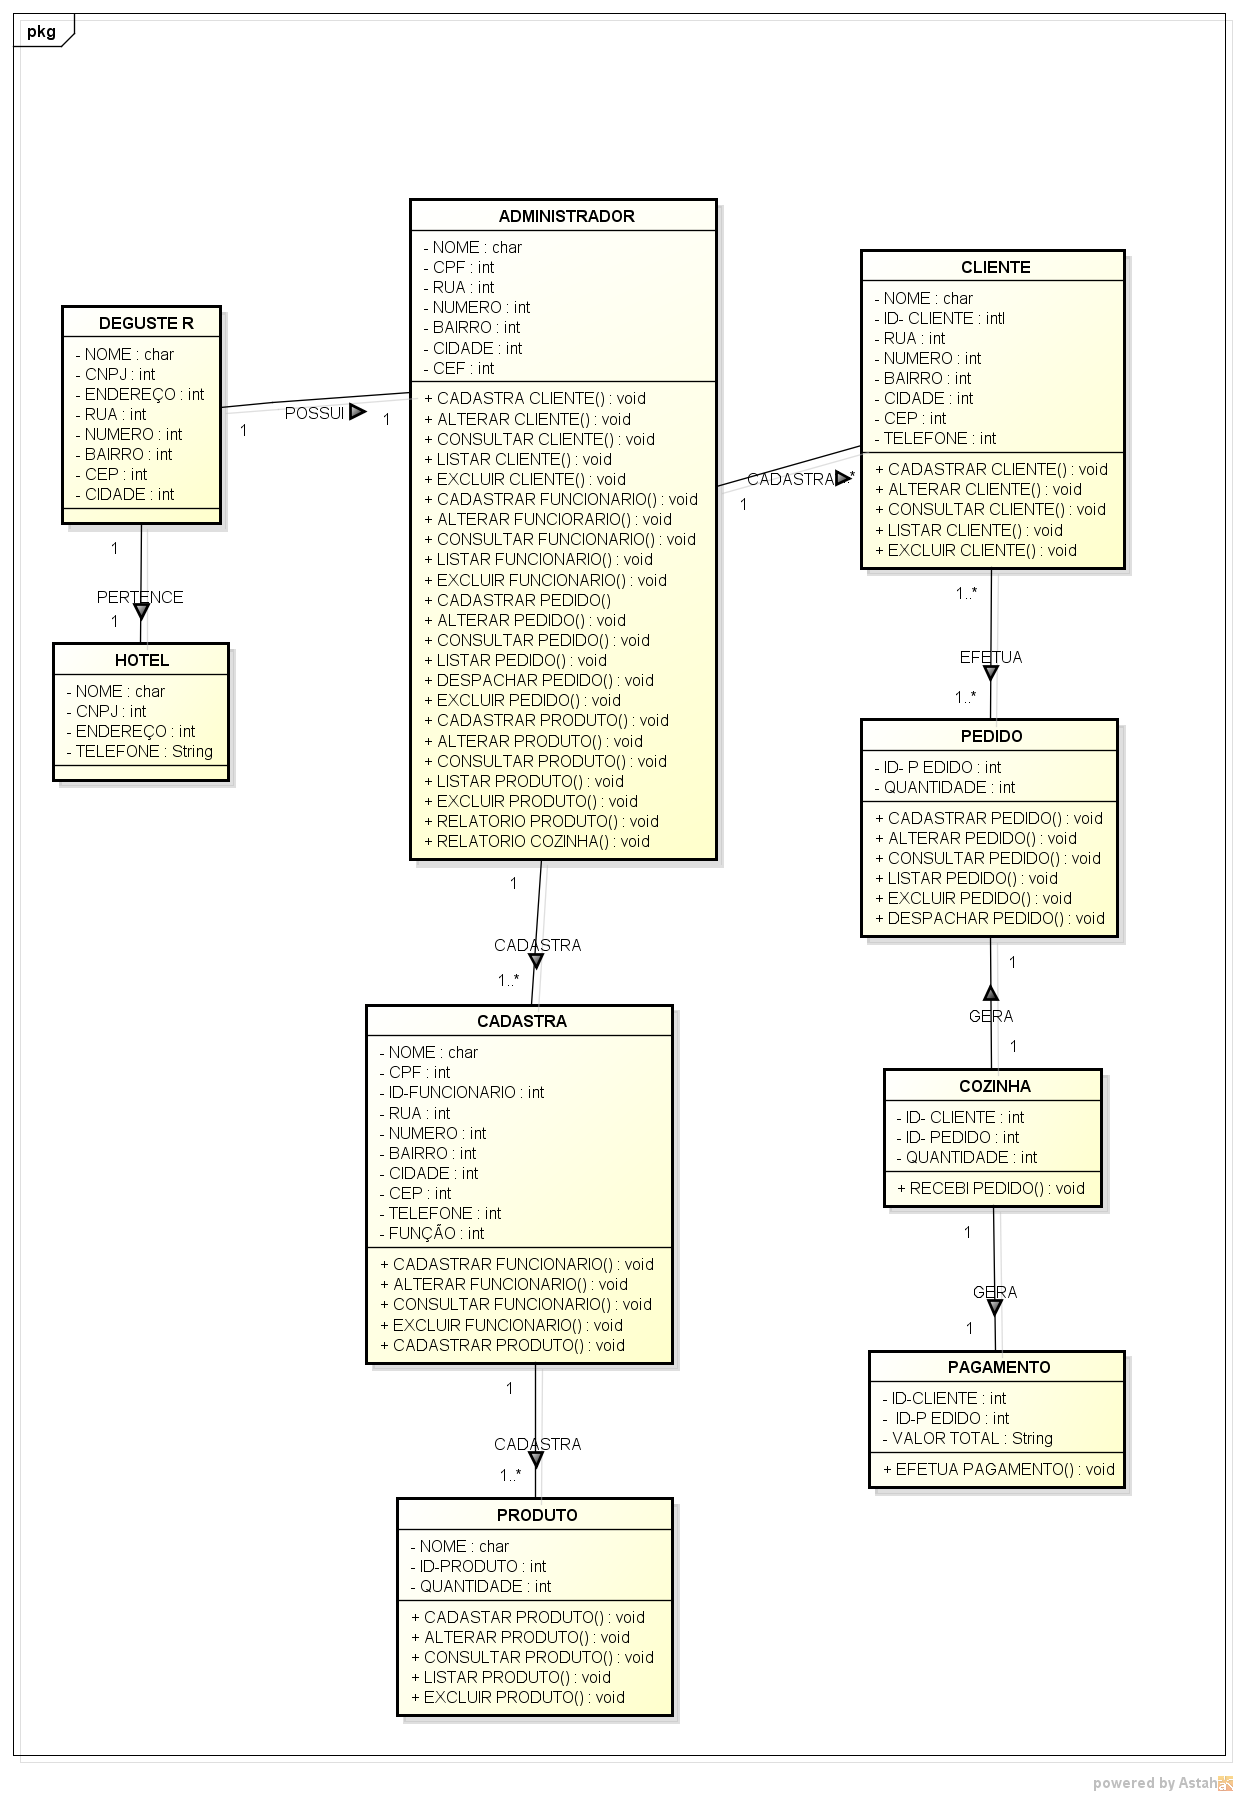 pkg
ADMINISTRADOR
- NOME : char
- CPF : int
- RUA : int
- NUMERO : int
- BAIRRO : int
- CIDADE : int
- CEF : int
+ CADASTRA CLIENTE() : void
+ ALTERAR CLIENTE() : void
+ CONSULTAR CLIENTE() : void
+ LISTAR CLIENTE() : void
+ EXCLUIR CLIENTE() : void
+ CADASTRAR FUNCIONARIO() : void
+ ALTERAR FUNCIORARIO() : void
+ CONSULTAR FUNCIONARIO() : void
+ LISTAR FUNCIONARIO() : void
+ EXCLUIR FUNCIONARIO() : void
+ CADASTRAR PEDIDO()
+ ALTERAR PEDIDO() : void
+ CONSULTAR PEDIDO() : void
+ LISTAR PEDIDO() : void
+ DESPACHAR PEDIDO() : void
+ EXCLUIR PEDIDO() : void
+ CADASTRAR PRODUTO() : void
+ ALTERAR PRODUTO() : void
+ CONSULTAR PRODUTO() : void
+ LISTAR PRODUTO() : void
+ EXCLUIR PRODUTO() : void
+ RELATORIO PRODUTO() : void
+ RELATORIO COZINHA() : void
CLIENTE
- NOME : char
- ID- CLIENTE : intl
- RUA : int
- NUMERO : int
- BAIRRO : int
- CIDADE : int
- CEP : int
- TELEFONE : int
+ CADASTRAR CLIENTE() : void
+ ALTERAR CLIENTE() : void
+ CONSULTAR CLIENTE() : void
+ LISTAR CLIENTE() : void
+ EXCLUIR CLIENTE() : void
DEGUSTE R
- NOME : char
- CNPJ : int
- ENDEREÇO : int
- RUA : int
- NUMERO : int
- BAIRRO : int
- CEP : int
- CIDADE : int
POSSUI
1
1
CADASTRA
.*
1
1
PERTENCE
1
HOTEL
- NOME : char
- CNPJ : int
- ENDEREÇO : int
- TELEFONE : String
1..*
EFETUA
1..*
PEDIDO
- ID- P EDIDO : int
- QUANTIDADE : int
+ CADASTRAR PEDIDO() : void
+ ALTERAR PEDIDO() : void
+ CONSULTAR PEDIDO() : void
+ LISTAR PEDIDO() : void
+ EXCLUIR PEDIDO() : void
+ DESPACHAR PEDIDO() : void
1
CADASTRA
1..*
CADASTRA
- NOME : char
- CPF : int
- ID-FUNCIONARIO : int
- RUA : int
- NUMERO : int
- BAIRRO : int
- CIDADE : int
- CEP : int
- TELEFONE : int
- FUNÇÃO : int
+ CADASTRAR FUNCIONARIO() : void
+ ALTERAR FUNCIONARIO() : void
+ CONSULTAR FUNCIONARIO() : void
+ EXCLUIR FUNCIONARIO() : void
+ CADASTRAR PRODUTO() : void
1
GERA
1
COZINHA
- ID- CLIENTE : int
- ID- PEDIDO : int
- QUANTIDADE : int
+ RECEBI PEDIDO() : void
1
GERA
1
PAGAMENTO
- ID-CLIENTE : int
- ID-P EDIDO : int
- VALOR TOTAL : String
+ EFETUA PAGAMENTO() : void
1
CADASTRA
1..*
PRODUTO
- NOME : char
- ID-PRODUTO : int
- QUANTIDADE : int
+ CADASTAR PRODUTO() : void
+ ALTERAR PRODUTO() : void
+ CONSULTAR PRODUTO() : void
+ LISTAR PRODUTO() : void
+ EXCLUIR PRODUTO() : void
powered by Astah